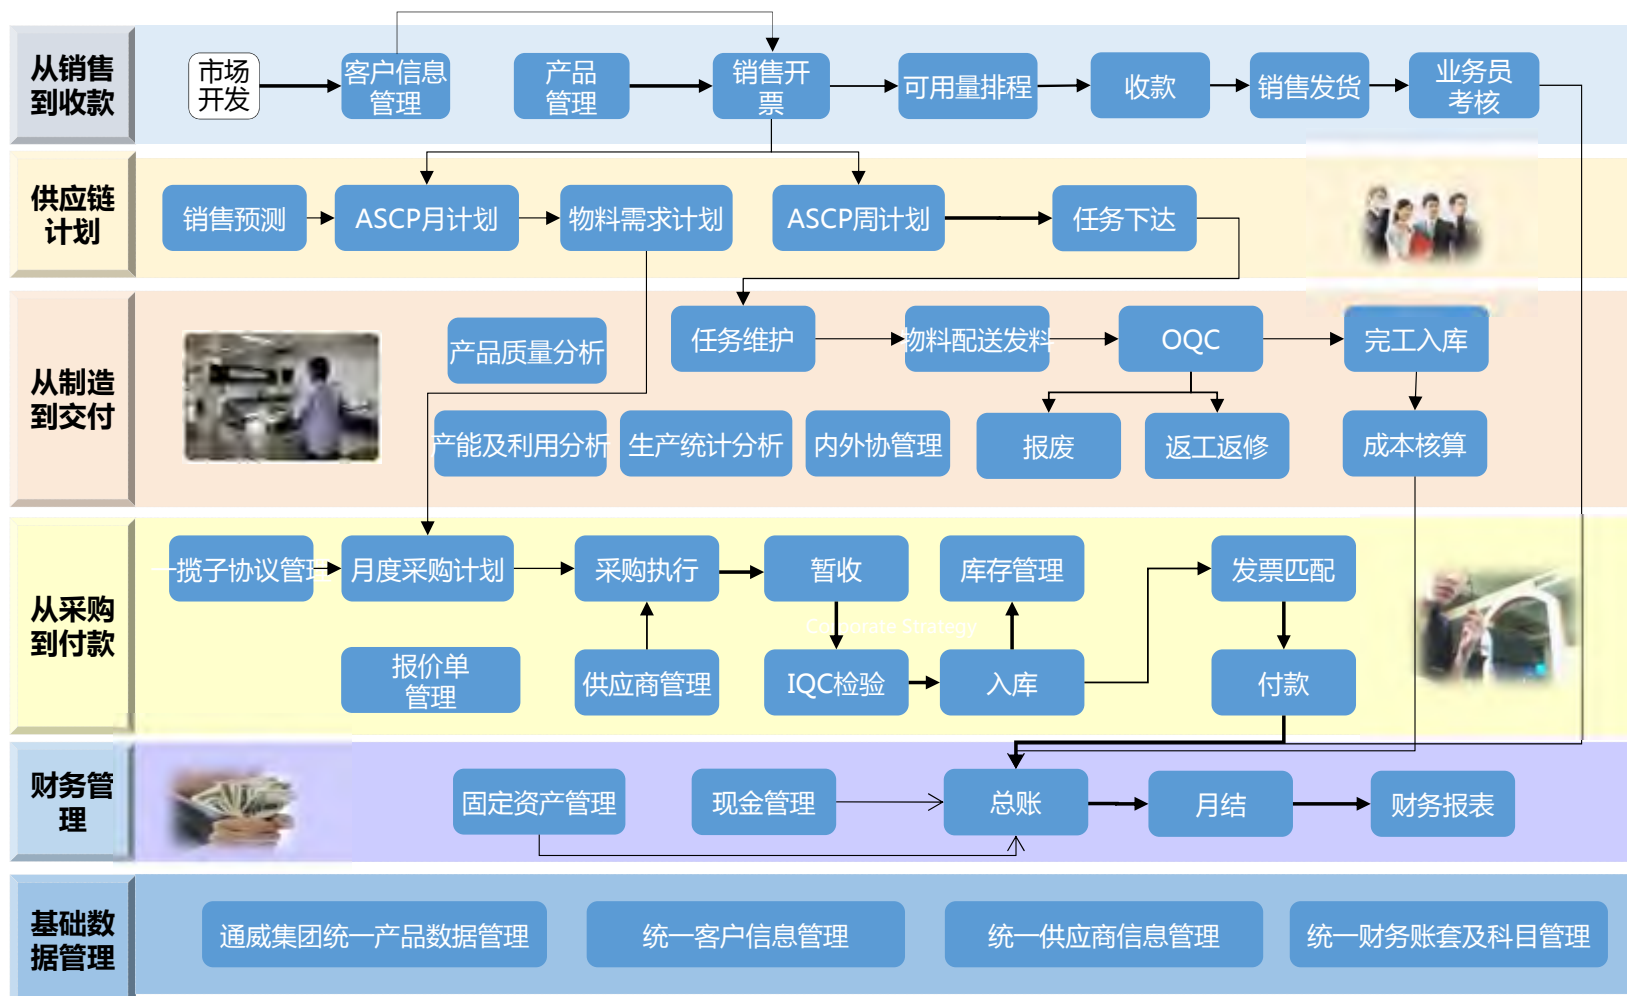 从销售
到收款
市场
开发
客户信息
管理
产品
管理
销售开
票
可用量排程
收款
销售发货
业务员
考核
供应链
计划
销售预测
ASCP月计划
物料需求计划
ASCP周计划
任务下达
从制造
到交付
产品质量分析
任务维护
物料配送发料
OQC
完工入库
产能及利用分析
生产统计分析
内外协管理
报废
返工返修
成本核算
从采购
到付款
一揽子协议管理
月度采购计划
采购执行
暂收
库存管理
发票匹配
Corporate Strategy
报价单
管理
供应商管理
IQC检验
入库
付款
财务管
理
固定资产管理
现金管理
总账
月结
财务报表
基础数
据管理
通威集团统一产品数据管理
统一客户信息管理
统一供应商信息管理
统一财务账套及科目管理